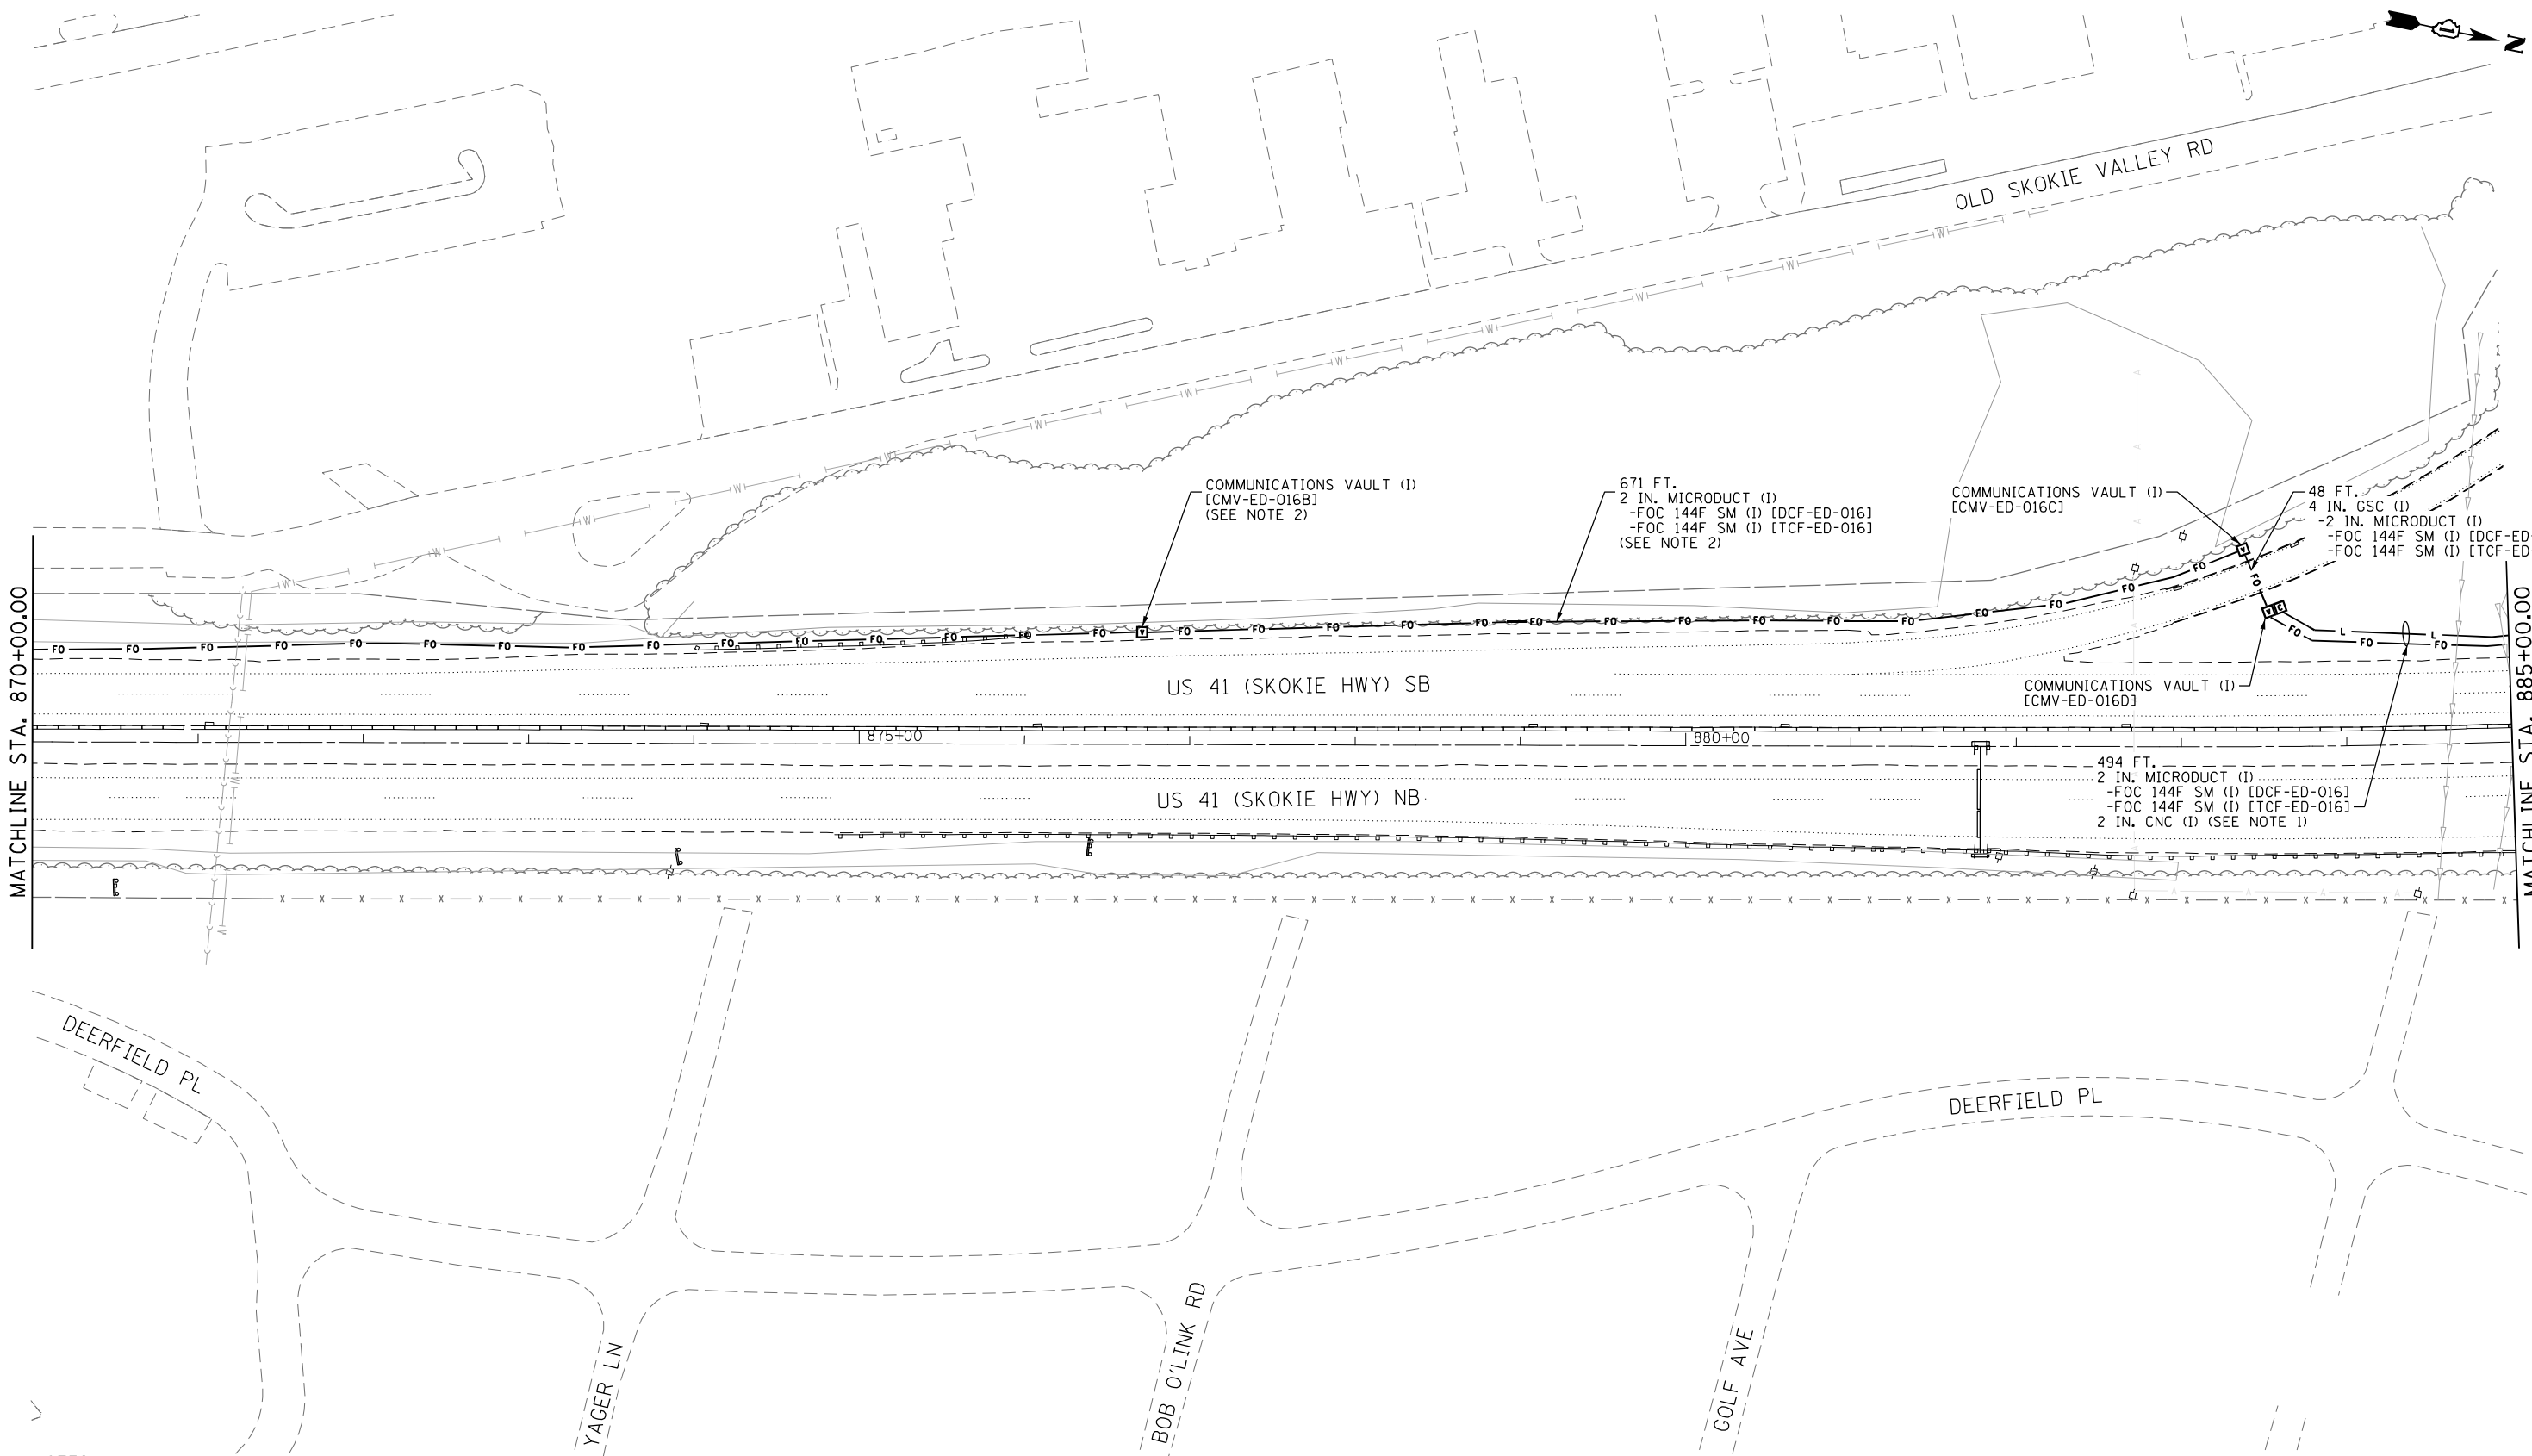 N
OLD SKOKIE VALLEY RD
COMMUNICATIONS VAULT (I)
[CMV-ED-016B]
(SEE NOTE 2)
671 FT.
2 IN. MICRODUCT (I)
-FOC 144F SM (I) [DCF-ED-016]
-FOC 144F SM (I) [TCF-ED-016]
(SEE NOTE 2)
COMMUNICATIONS VAULT (I)
[CMV-ED-016C]
48 FT.
4 IN. GSC (I)
-2 IN. MICRODUCT (I)
-FOC 144F SM (I) [DCF-ED
-FOC 144F SM (I) [TCF-ED
MATCHLINE STA. 870+00.00
MATCHLINE STA. 885+00.00
US 41 (SKOKIE HWY) SB
COMMUNICATIONS VAULT (I)
[CMV-ED-016D]
875+00
880+00
US 41 (SKOKIE HWY) NB
494 FT.
2 IN. MICRODUCT (I)
-FOC 144F SM (I) [DCF-ED-016]
-FOC 144F SM (I) [TCF-ED-016]
2 IN. CNC (I) (SEE NOTE 1)
DEERFIELD PL
DEERFIELD PL
YAGER LN
BOB O'LINK RD
GOLF AVE